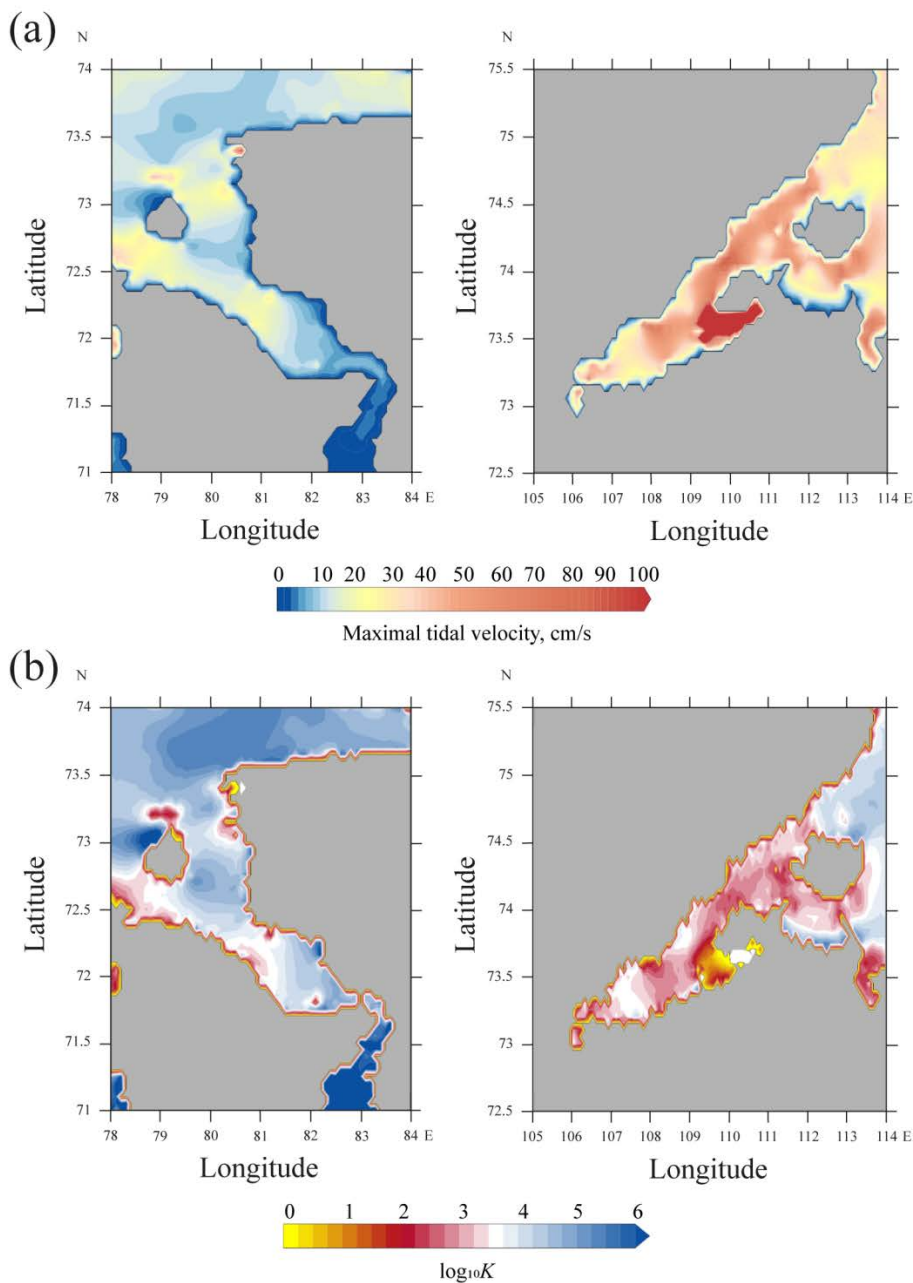 (a)
N
N
74
73.5
73
72.5
72
71.5
71
Latitude
78 79 80 81 82 83 84 E
Longitude
75.5
75
74.5
74
73.5
73
72.5
Latitude
105 106 107 108 109 110 111 112 113 114 E
Longitude
0 10 20 30 40 50 60 70 80 90 100
Maximal tidal velocity, cm/s
(b)
N
N
74
73.5
73
72.5
72
71.5
71
Latitude
78 79 80 81 82 83 84 E
Longitude
75.5
75
74.5
74
73.5
73
72.5
Latitude
105 106 107 108 109 110 111 112 113 114 E
Longitude
0 1 2 3 4 5 6
log₁₀K